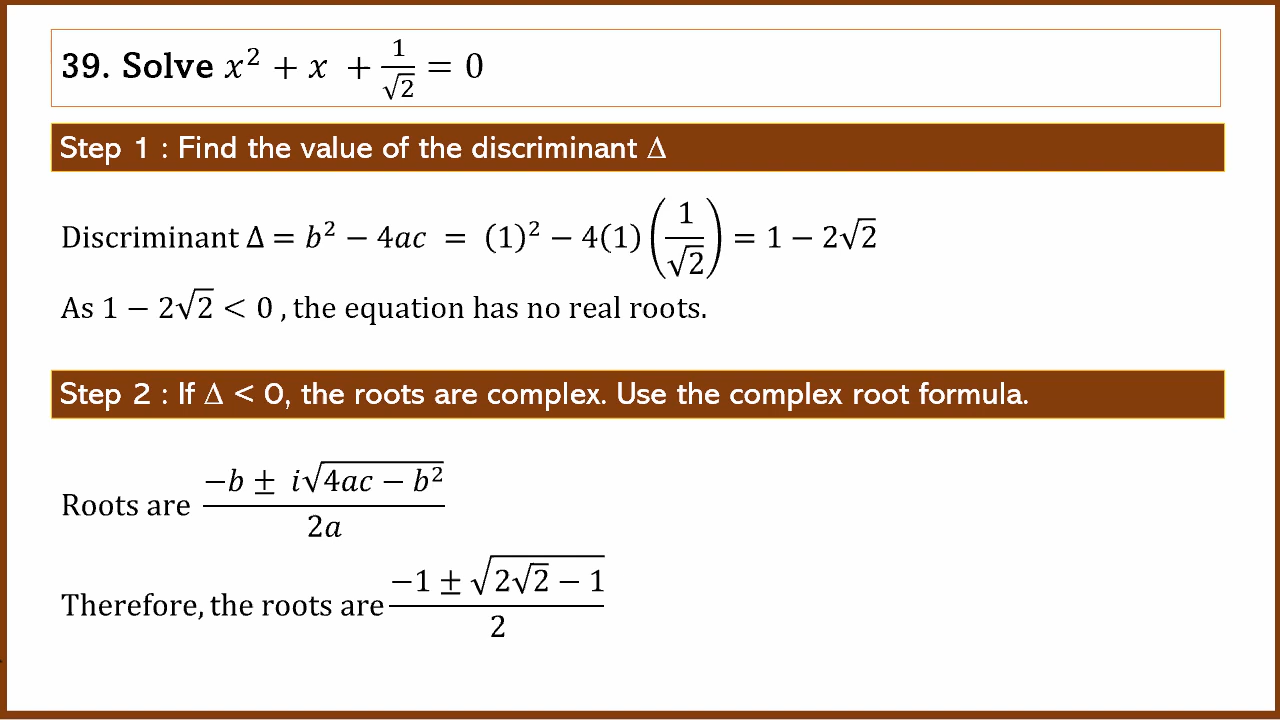 39. Solve x² + x + 1/√2 = 0
Step 1 : Find the value of the discriminant Δ
Discriminant Δ = b² − 4ac = (1)² − 4(1)(1/√2) = 1 − 2√2
As 1 − 2√2 < 0 , the equation has no real roots.
Step 2 : If Δ < 0, the roots are complex. Use the complex root formula.
Roots are (−b ± i√(4ac − b²))/2a
Therefore, the roots are (−1 ± √(2√2 − 1))/2